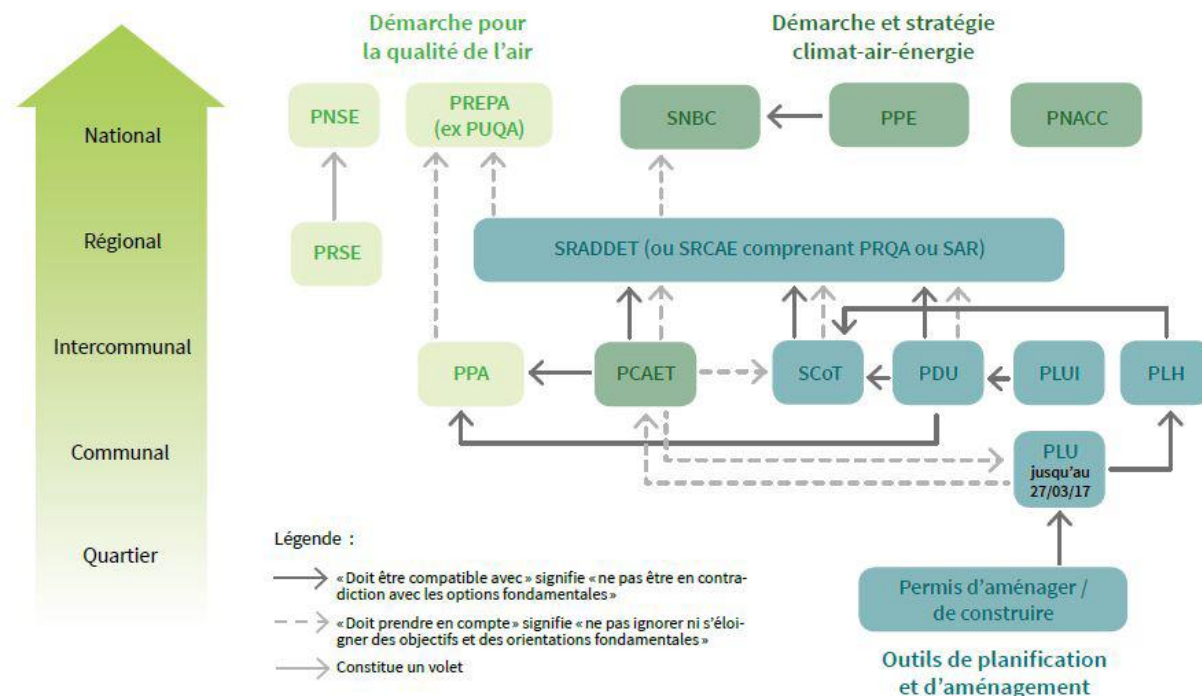 Démarche pour
la qualité de l’air
Démarche et stratégie
climat-air-énergie
National
PNSE
PREPA
(ex PUQA)
SNBC
PPE
PNACC
Régional
PRSE
SRADDET (ou SRCAE comprenant PRQA ou SAR)
Intercommunal
PPA
PCAET
SCoT
PDU
PLUI
PLH
Communal
PLU
jusqu’au
27/03/17
Quartier
Légende :
«Doit être compatible avec» signifie «ne pas être en contra-
diction avec les options fondamentales»
«Doit prendre en compte» signifie «ne pas ignorer ni s’éloi-
gner des objectifs et des orientations fondamentales»
Constitue un volet
Permis d’aménager /
de construire
Outils de planification
et d’aménagement